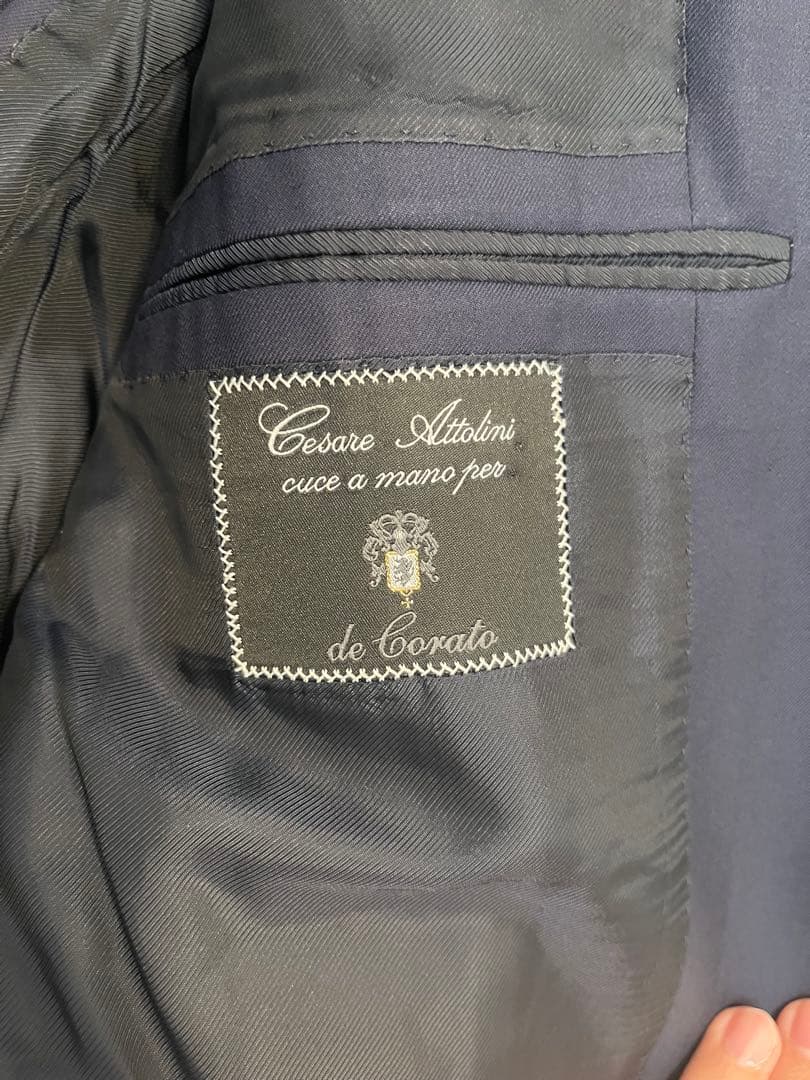 Cesare Attolini
cuce a mano per
de Corato